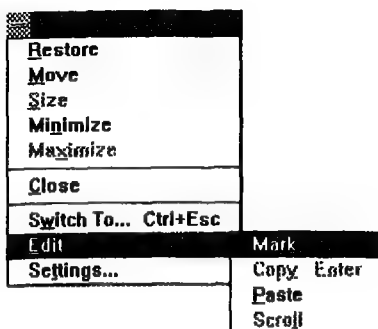 Restore
Move
Size
Minimize
Maximize
Close
Switch To... Ctrl+Esc
Edit
Settings...
Mark
Copy Enter
Paste
Scroll